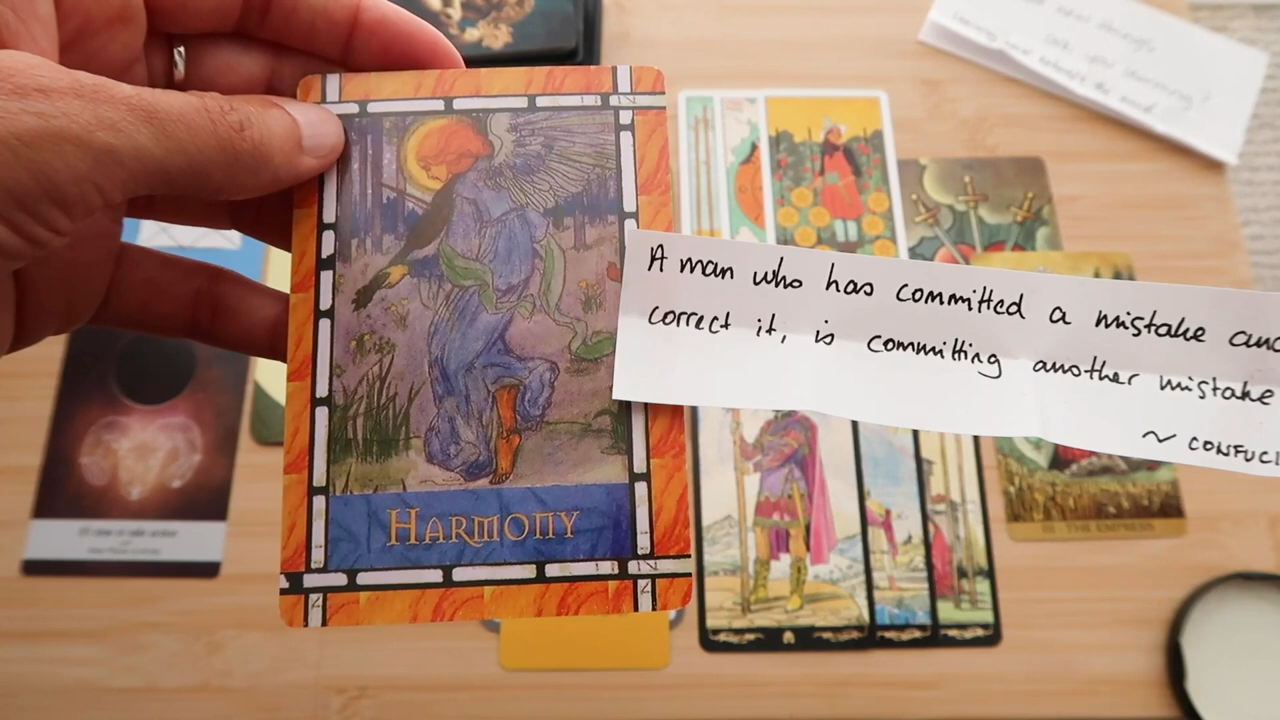 HARMONY
A man who has committed a mistake and
correct it, is committing another mistake
~ CONFUCI
III · THE EMPRESS